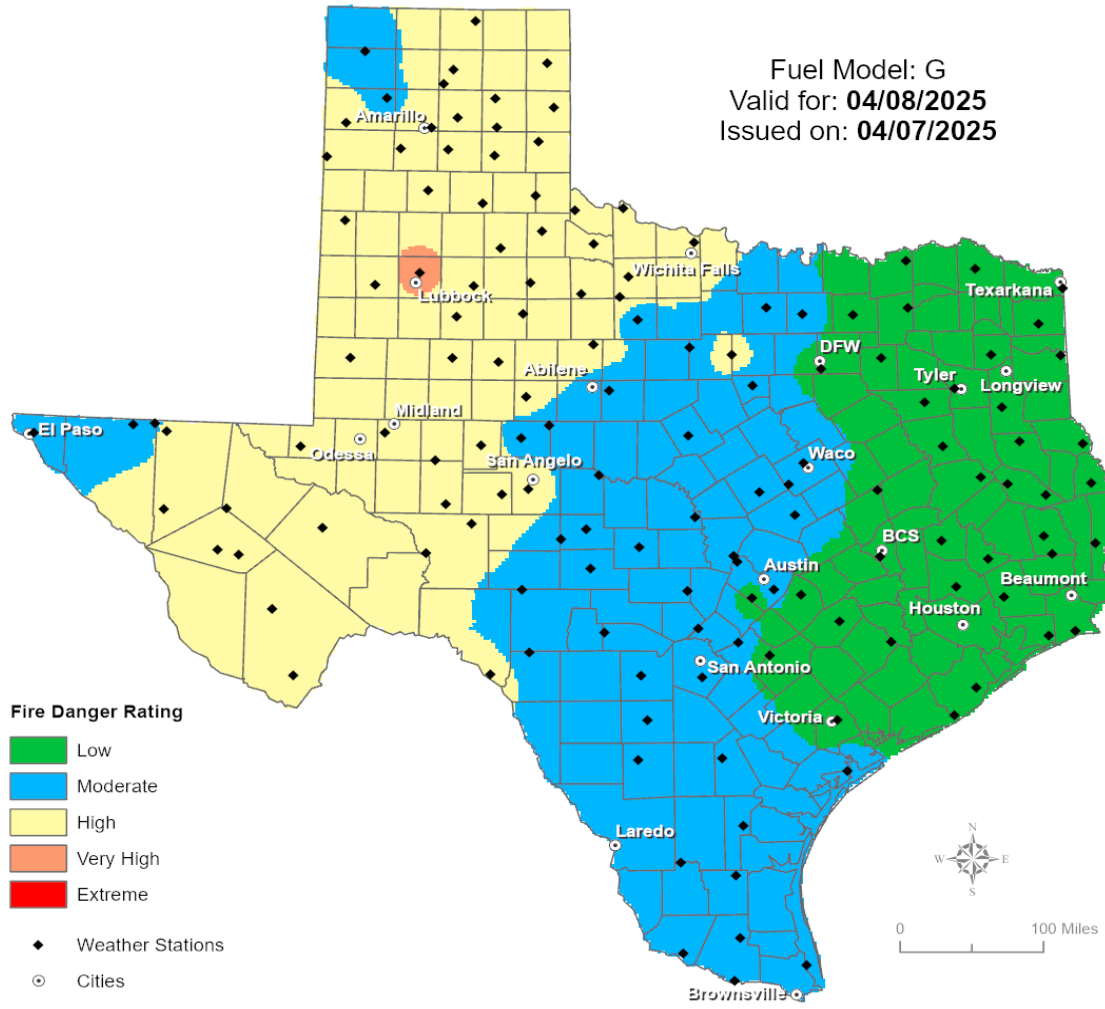 Fuel Model: G
Valid for: 04/08/2025
Issued on: 04/07/2025
Amarillo
Wichita Falls
Lubbock
Texarkana
DFW
Abilene
Tyler
Longview
Midland
El Paso
Odessa
San Angelo
Waco
BCS
Austin
Beaumont
Houston
San Antonio
Victoria
Laredo
Brownsville
Fire Danger Rating
Low
Moderate
High
Very High
Extreme
Weather Stations
Cities
N
W E
S
0 100 Miles